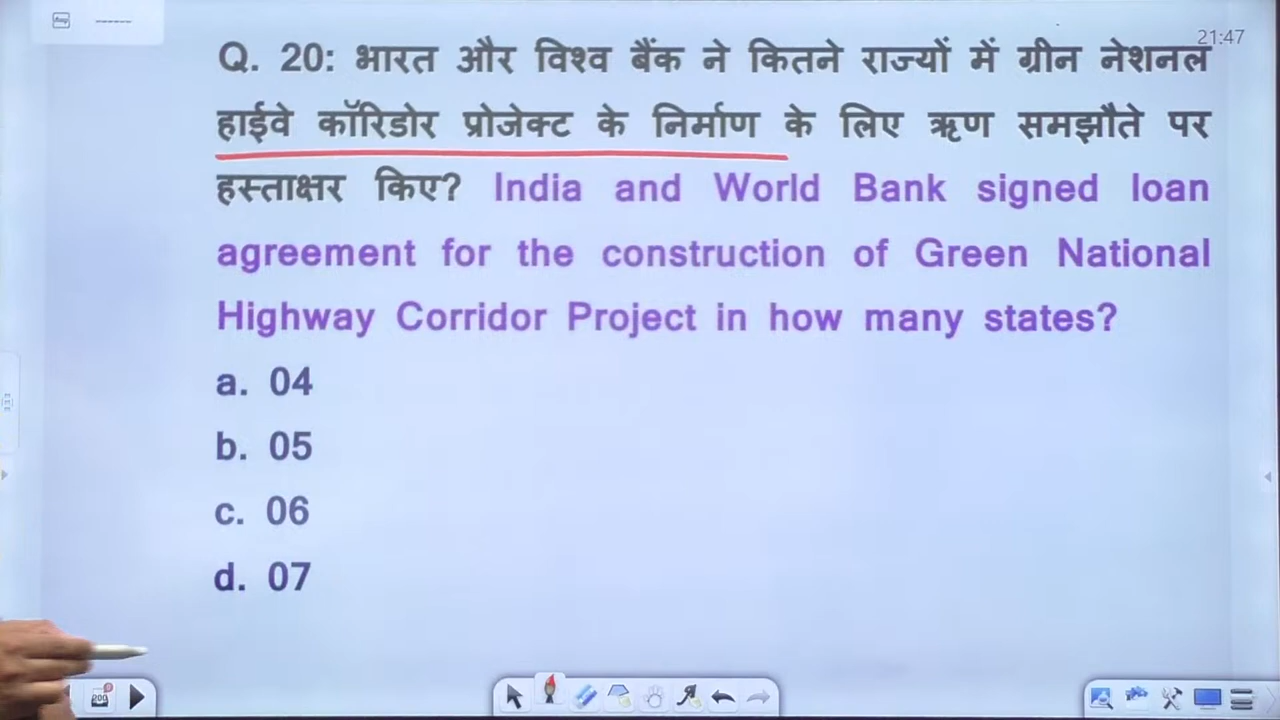 21:47
Q. 20: भारत और विश्व बैंक ने कितने राज्यों में ग्रीन नेशनल
हाईवे कॉरिडोर प्रोजेक्ट के निर्माण के लिए ऋण समझौते पर
हस्ताक्षर किए? India and World Bank signed loan
agreement for the construction of Green National
Highway Corridor Project in how many states?
a. 04
b. 05
c. 06
d. 07